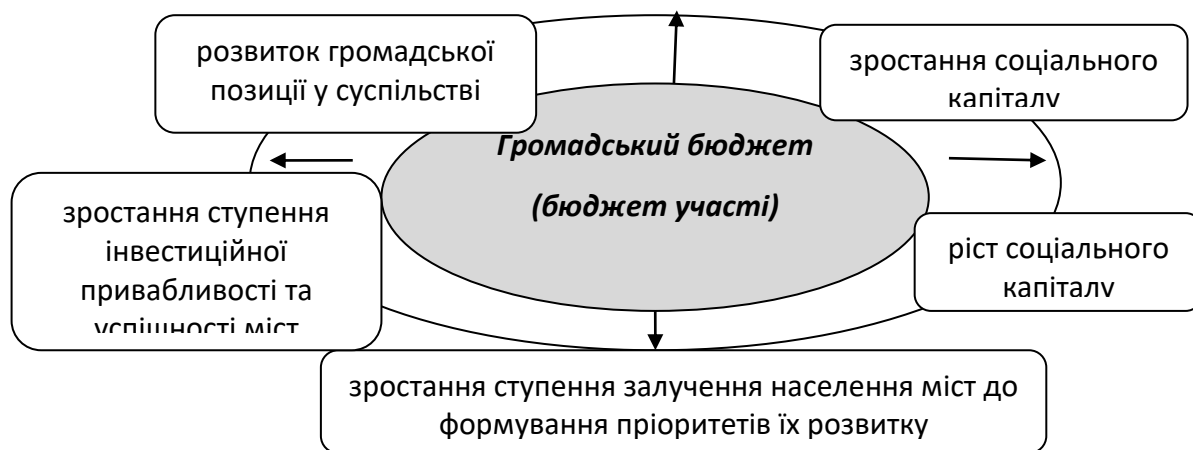 розвиток громадської
позиції у суспільстві
зростання соціального
капіталу
Громадський бюджет
(бюджет участі)
зростання ступення
інвестиційної
привабливості та
успішності міст
ріст соціального
капіталу
зростання ступення залучення населення міст до
формування пріоритетів їх розвитку